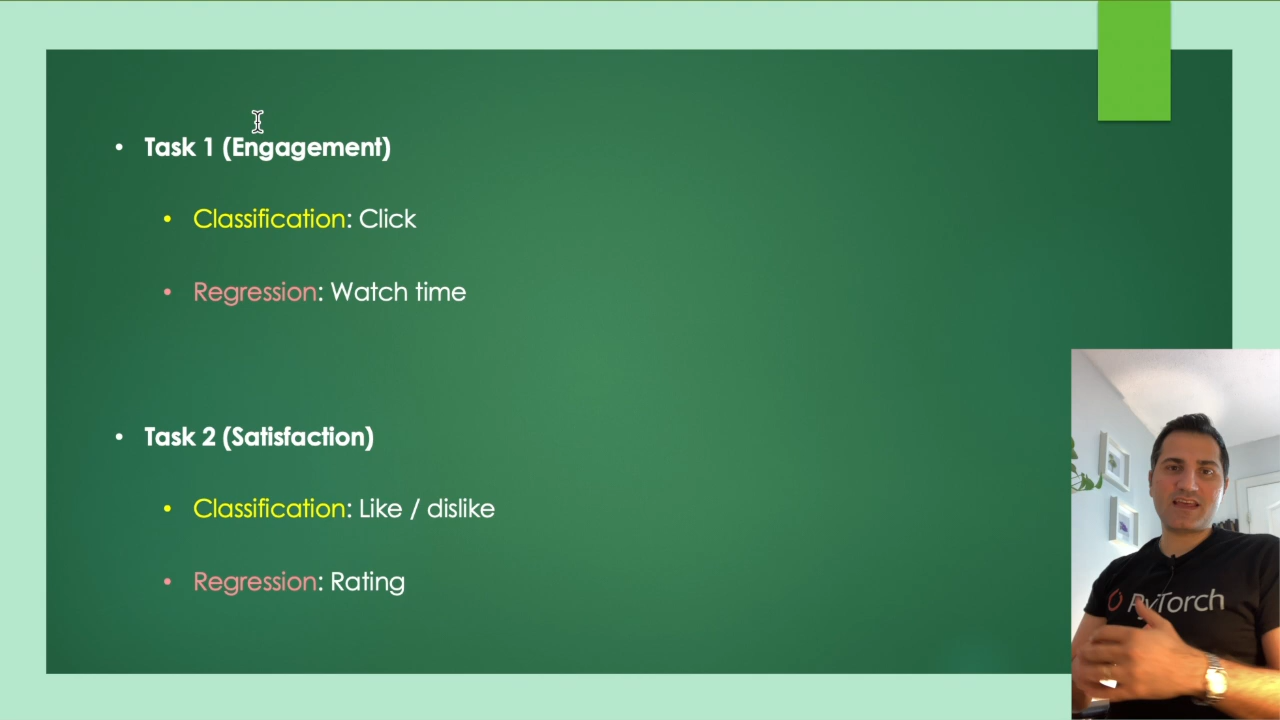 • Task 1 (Engagement)
• Classification: Click
• Regression: Watch time
• Task 2 (Satisfaction)
• Classification: Like / dislike
• Regression: Rating
PyTorch